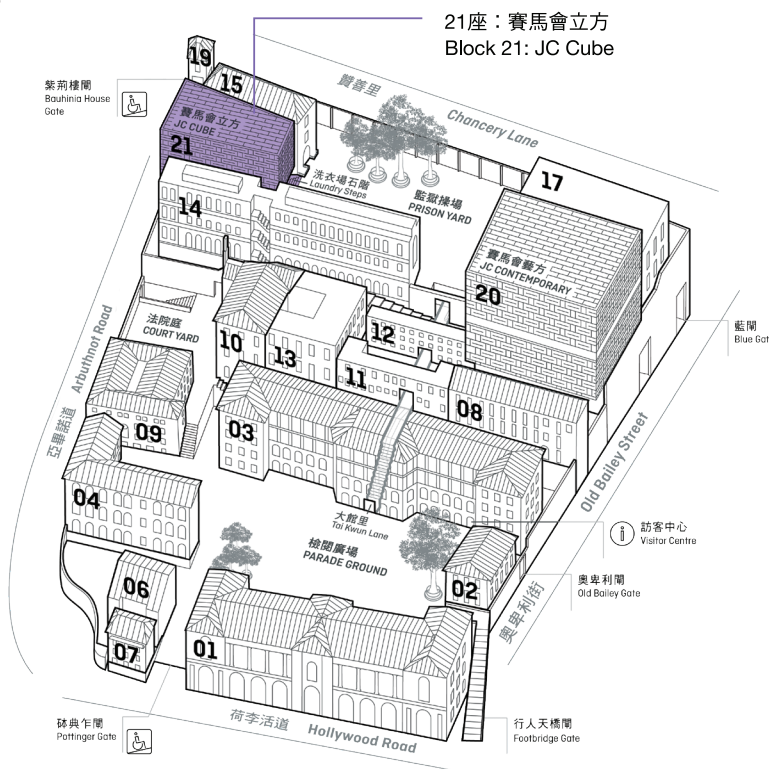 21座：賽馬會立方
Block 21: JC Cube
19
15
紫荊樓閘
Bauhinia House
Gate
贊善里
Chancery Lane
賽馬會立方
JC CUBE
21
洗衣場石階
Laundry Steps
監獄操場
PRISON YARD
17
14
賽馬會藝方
JC CONTEMPORARY
20
法院庭
COURT YARD
亞畢諾道
Arbuthnot Road
10
13
12
11
藍閘
Blue Gat
08
09
03
Old Bailey Street
奧卑利街
04
大館里
Tai Kwun Lane
檢閱廣場
PARADE GROUND
訪客中心
Visitor Centre
奧卑利閘
Old Bailey Gate
06
02
07
01
砵典乍閘
Pottinger Gate
荷李活道
Hollywood Road
行人天橋閘
Footbridge Gate